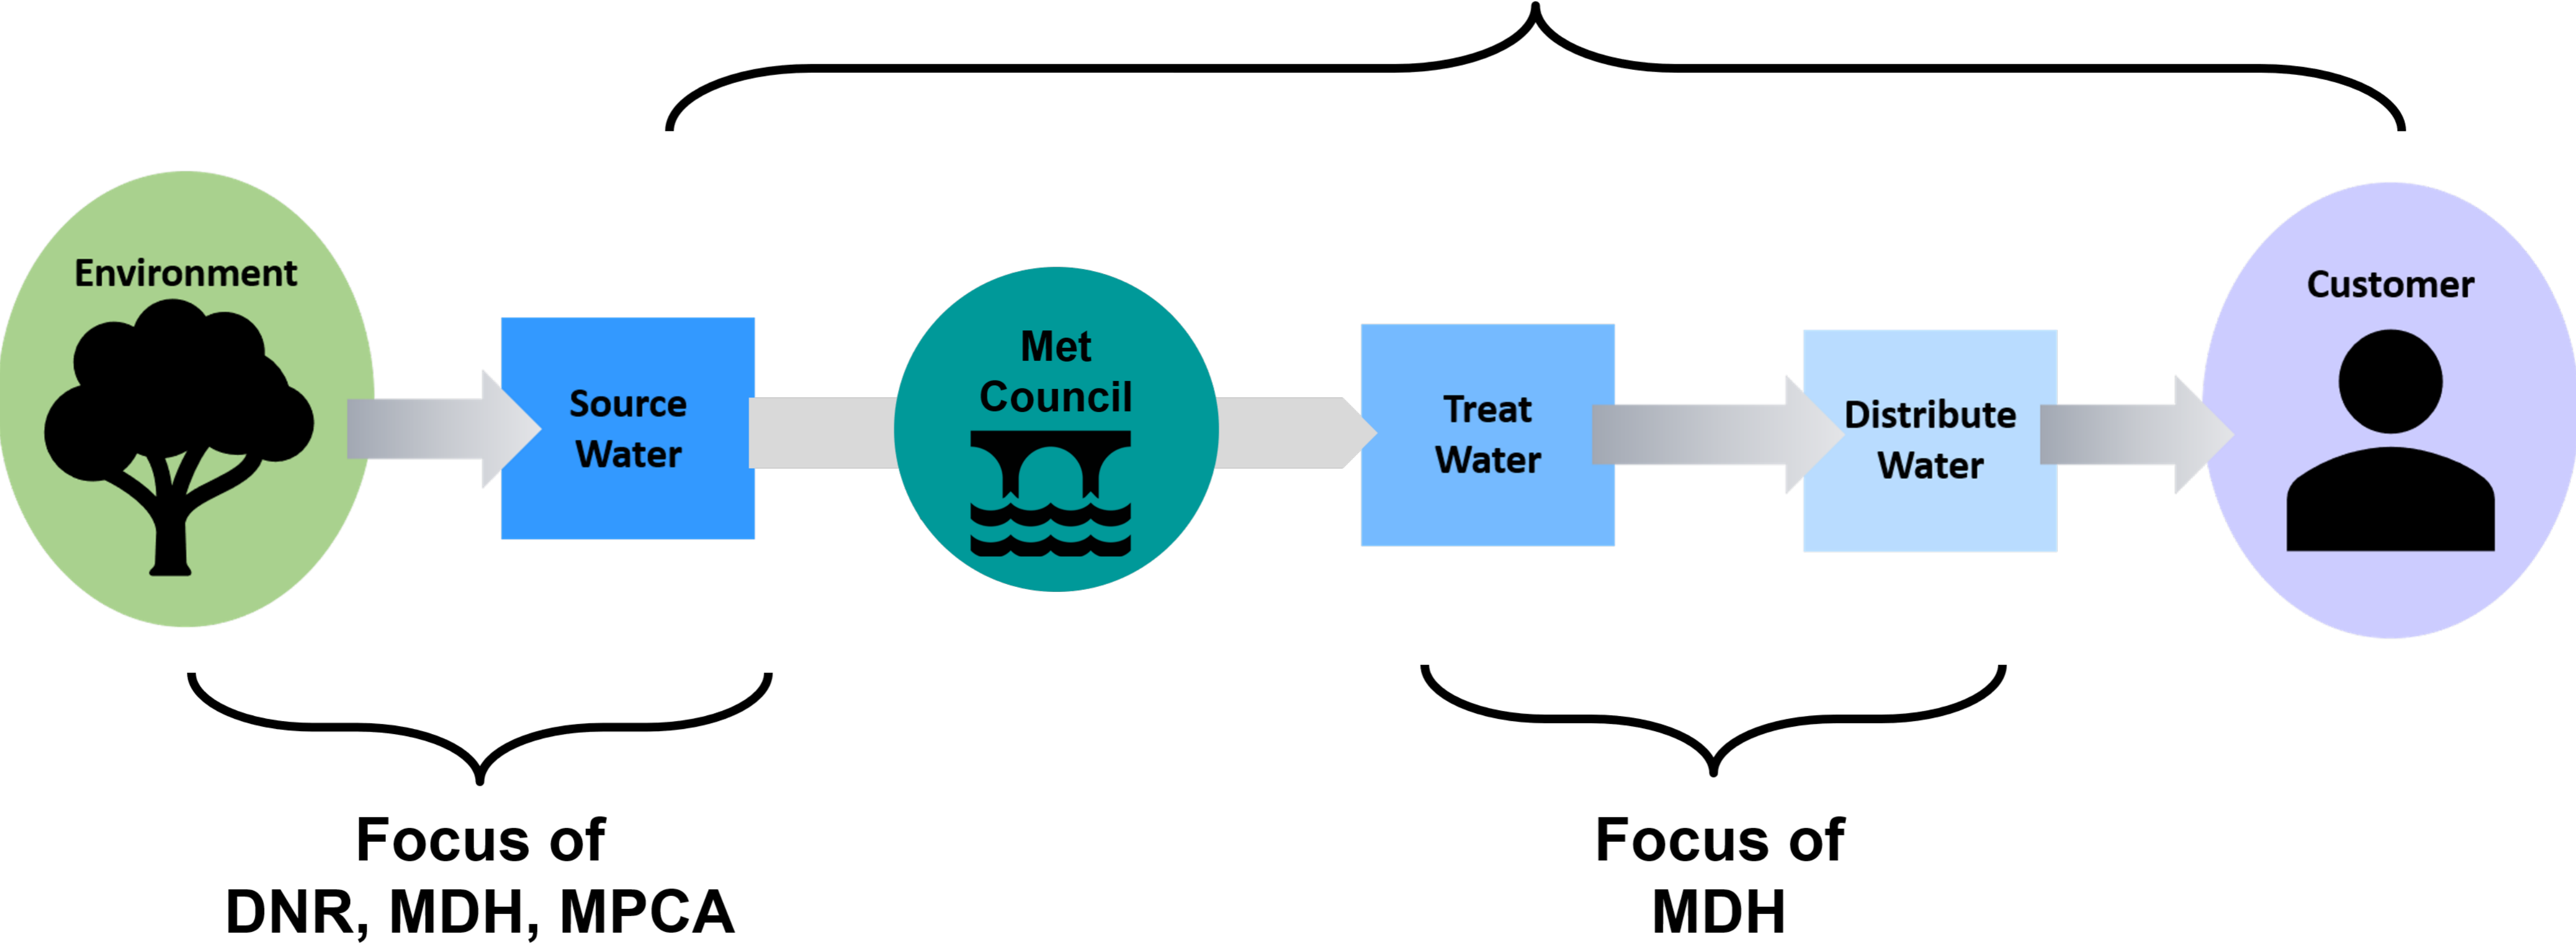 Environment
Source
Water
Met
Council
Treat
Water
Distribute
Water
Customer
Focus of
DNR, MDH, MPCA
Focus of
MDH